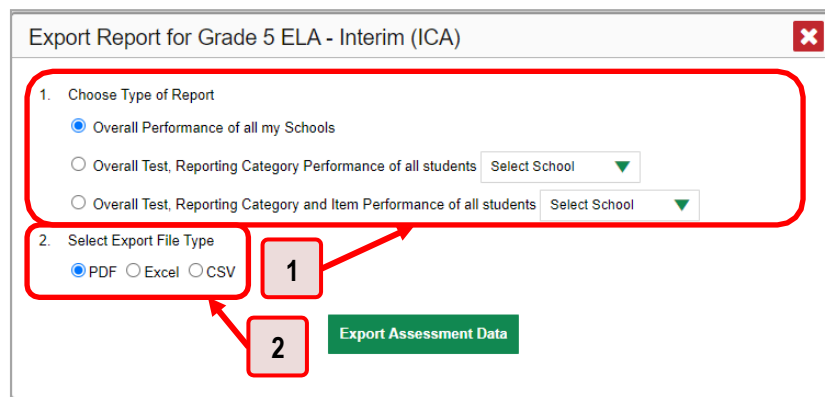 Export Report for Grade 5 ELA - Interim (ICA)
1. Choose Type of Report
Overall Performance of all my Schools
Overall Test, Reporting Category Performance of all students Select School
Overall Test, Reporting Category and Item Performance of all students Select School
2. Select Export File Type
PDF Excel CSV
1
2
Export Assessment Data